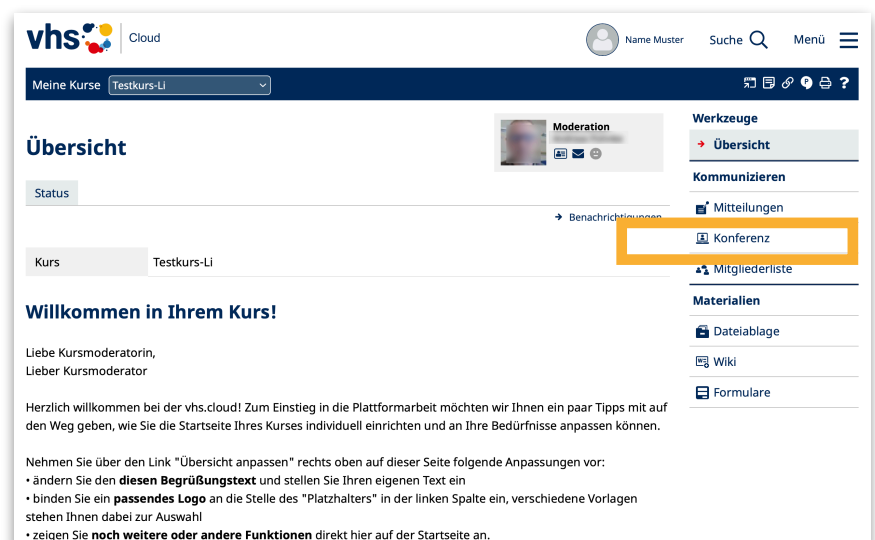 vhs Cloud
Name Muster
Suche
Menü
Meine Kurse Testkurs-Li
?
Übersicht
Moderation
Status
Benachrichtigungen
Kurs Testkurs-Li
Willkommen in Ihrem Kurs!
Liebe Kursmoderatorin,
Lieber Kursmoderator
Herzlich willkommen bei der vhs.cloud! Zum Einstieg in die Plattformarbeit möchten wir Ihnen ein paar Tipps mit auf
den Weg geben, wie Sie die Startseite Ihres Kurses individuell einrichten und an Ihre Bedürfnisse anpassen können.
Nehmen Sie über den Link "Übersicht anpassen" rechts oben auf dieser Seite folgende Anpassungen vor:
• ändern Sie den diesen Begrüßungstext und stellen Sie Ihren eigenen Text ein
• binden Sie ein passendes Logo an die Stelle des "Platzhalters" in der linken Spalte ein, verschiedene Vorlagen
stehen Ihnen dabei zur Auswahl
• zeigen Sie noch weitere oder andere Funktionen direkt hier auf der Startseite an.
Werkzeuge
Übersicht
Kommunizieren
Mitteilungen
Konferenz
Mitgliederliste
Materialien
Dateiablage
Wiki
Formulare